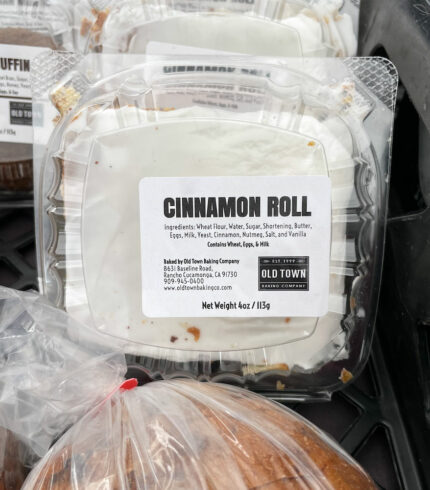 UFFIN
OLD TOWN
CINNAMON ROLL
Ingredients: Wheat Flour, Water, Sugar, Shortening, Butter,
Eggs, Milk, Yeast, Cinnamon, Nutmeg, Salt, and Vanilla
Contains Wheat, Eggs, & Milk
Baked by Old Town Baking Company
8631 Baseline Road,
Rancho Cucamonga, CA 91730
909-945-0400
www.oldtownbakingco.com
EST. 1999
OLD TOWN
BAKING COMPANY
Net Weight 4oz / 113g